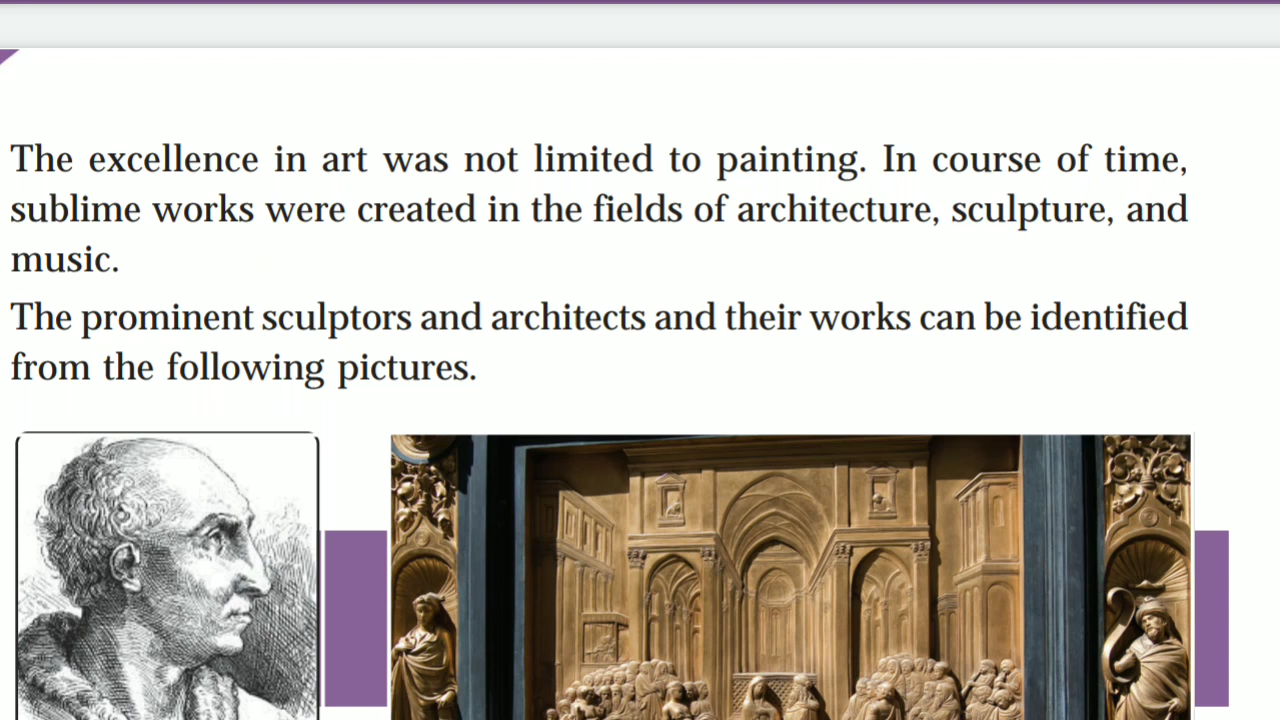 The excellence in art was not limited to painting. In course of time,
sublime works were created in the fields of architecture, sculpture, and
music.
The prominent sculptors and architects and their works can be identified
from the following pictures.